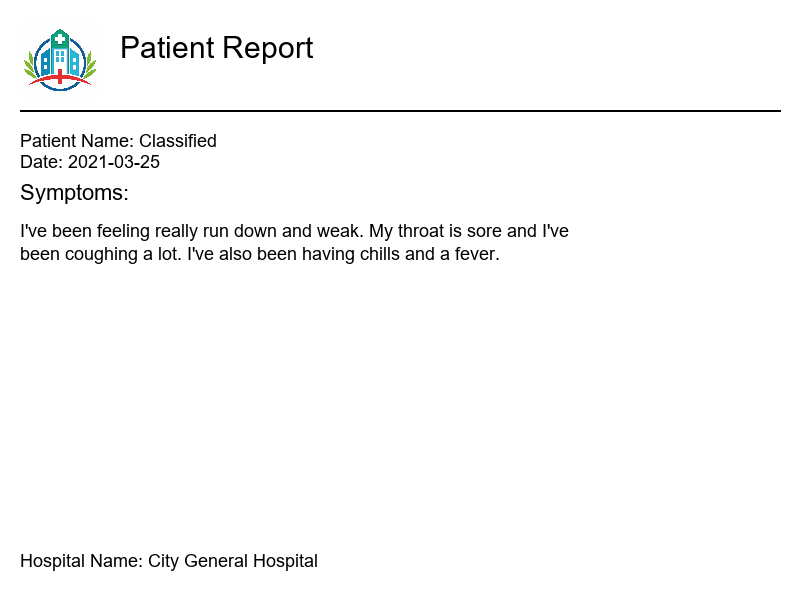 Patient Report
Patient Name: Classified
Date: 2021-03-25
Symptoms:
I've been feeling really run down and weak. My throat is sore and I've
been coughing a lot. I've also been having chills and a fever.
Hospital Name: City General Hospital